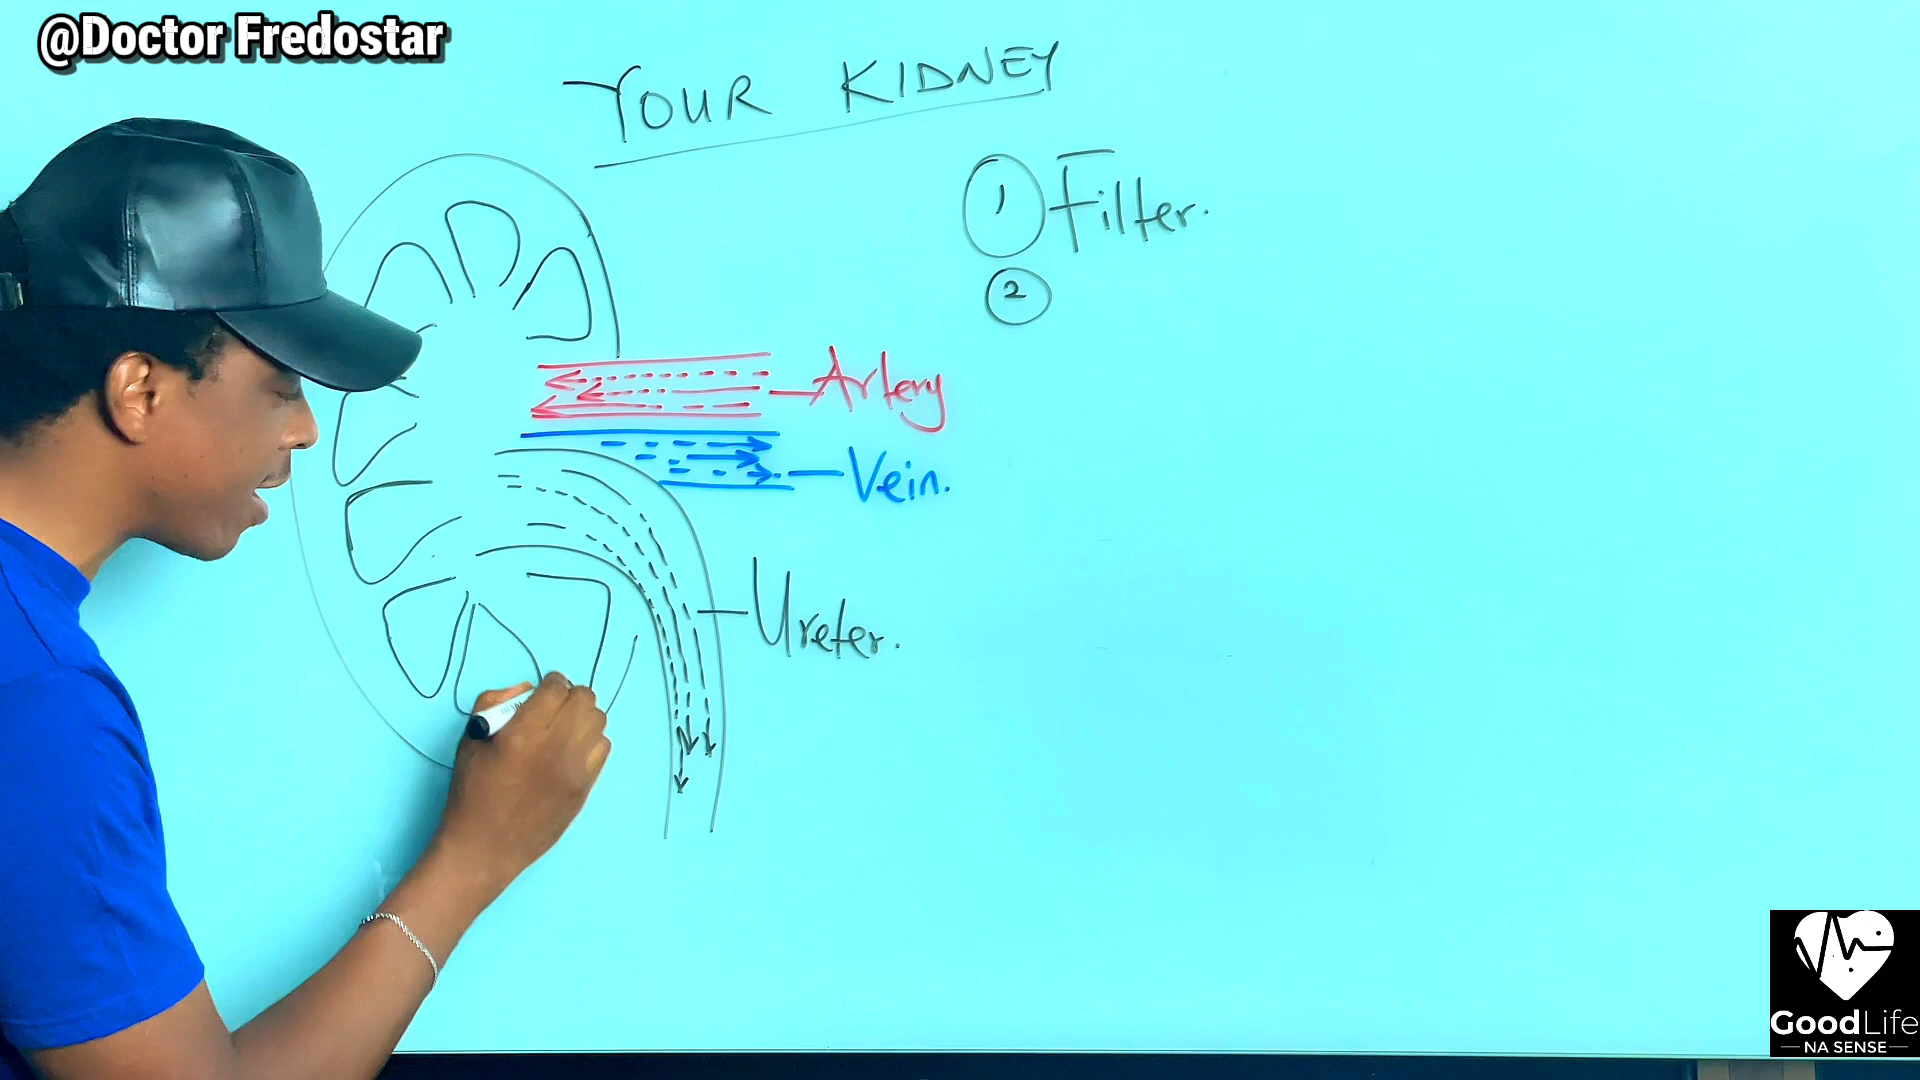 @Doctor Fredostar
YOUR KIDNEY
1 Filter.
2
Artery
Vein.
Ureter.
GoodLife
NA SENSE